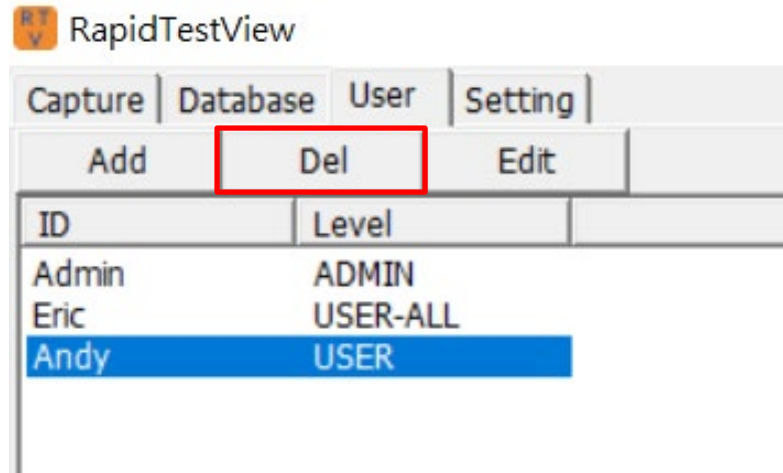 RT
V
RapidTestView
Capture Database User Setting
Add Del Edit
ID Level
Admin ADMIN
Eric USER-ALL
Andy USER